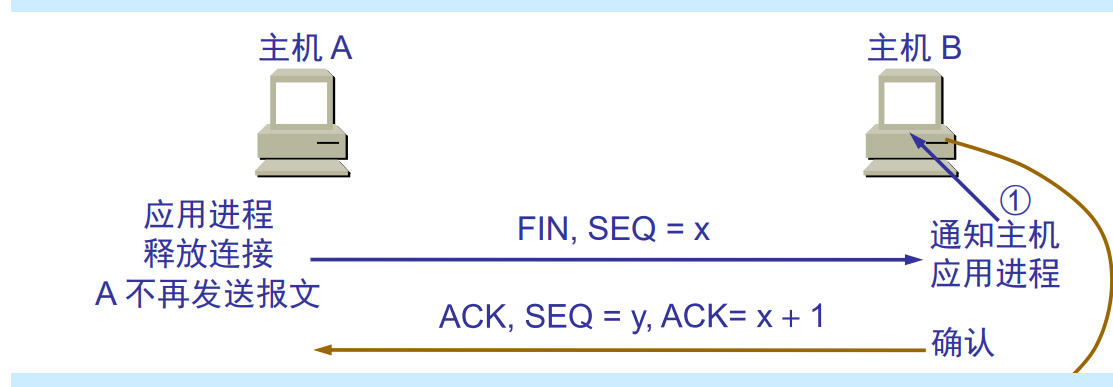 主机 A
主机 B
①
应用进程
释放连接
A 不再发送报文
FIN, SEQ = x
通知主机
应用进程
ACK, SEQ = y, ACK= x + 1
确认